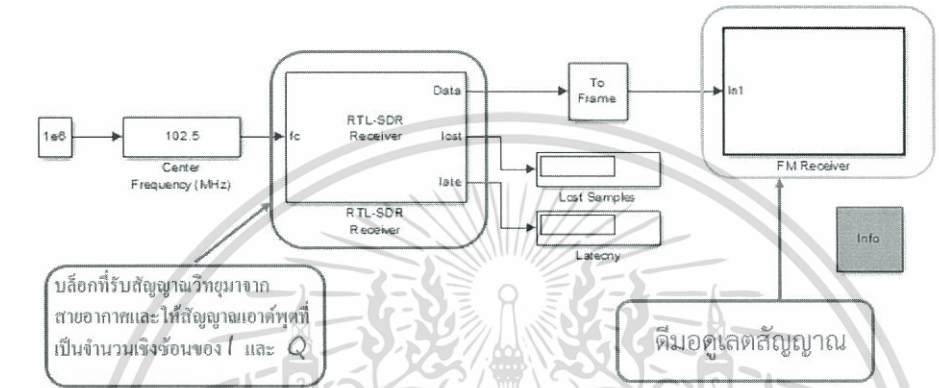 1e6
102.5
Center
Frequency (MHz)
fc
RTL-SDR
Receiver
Data
lost
late
RTL-SDR
Receiver
To
Frame
Lost Samples
Latecny
In1
FM Receiver
Info
บล็อกที่รับสัญญาณวิทยุมาจาก
สายอากาศและให้สัญญาณเอาต์พุตที่
เป็นจำนวนเชิงซ้อนของ I และ Q
ดีมอดูเลตสัญญาณ